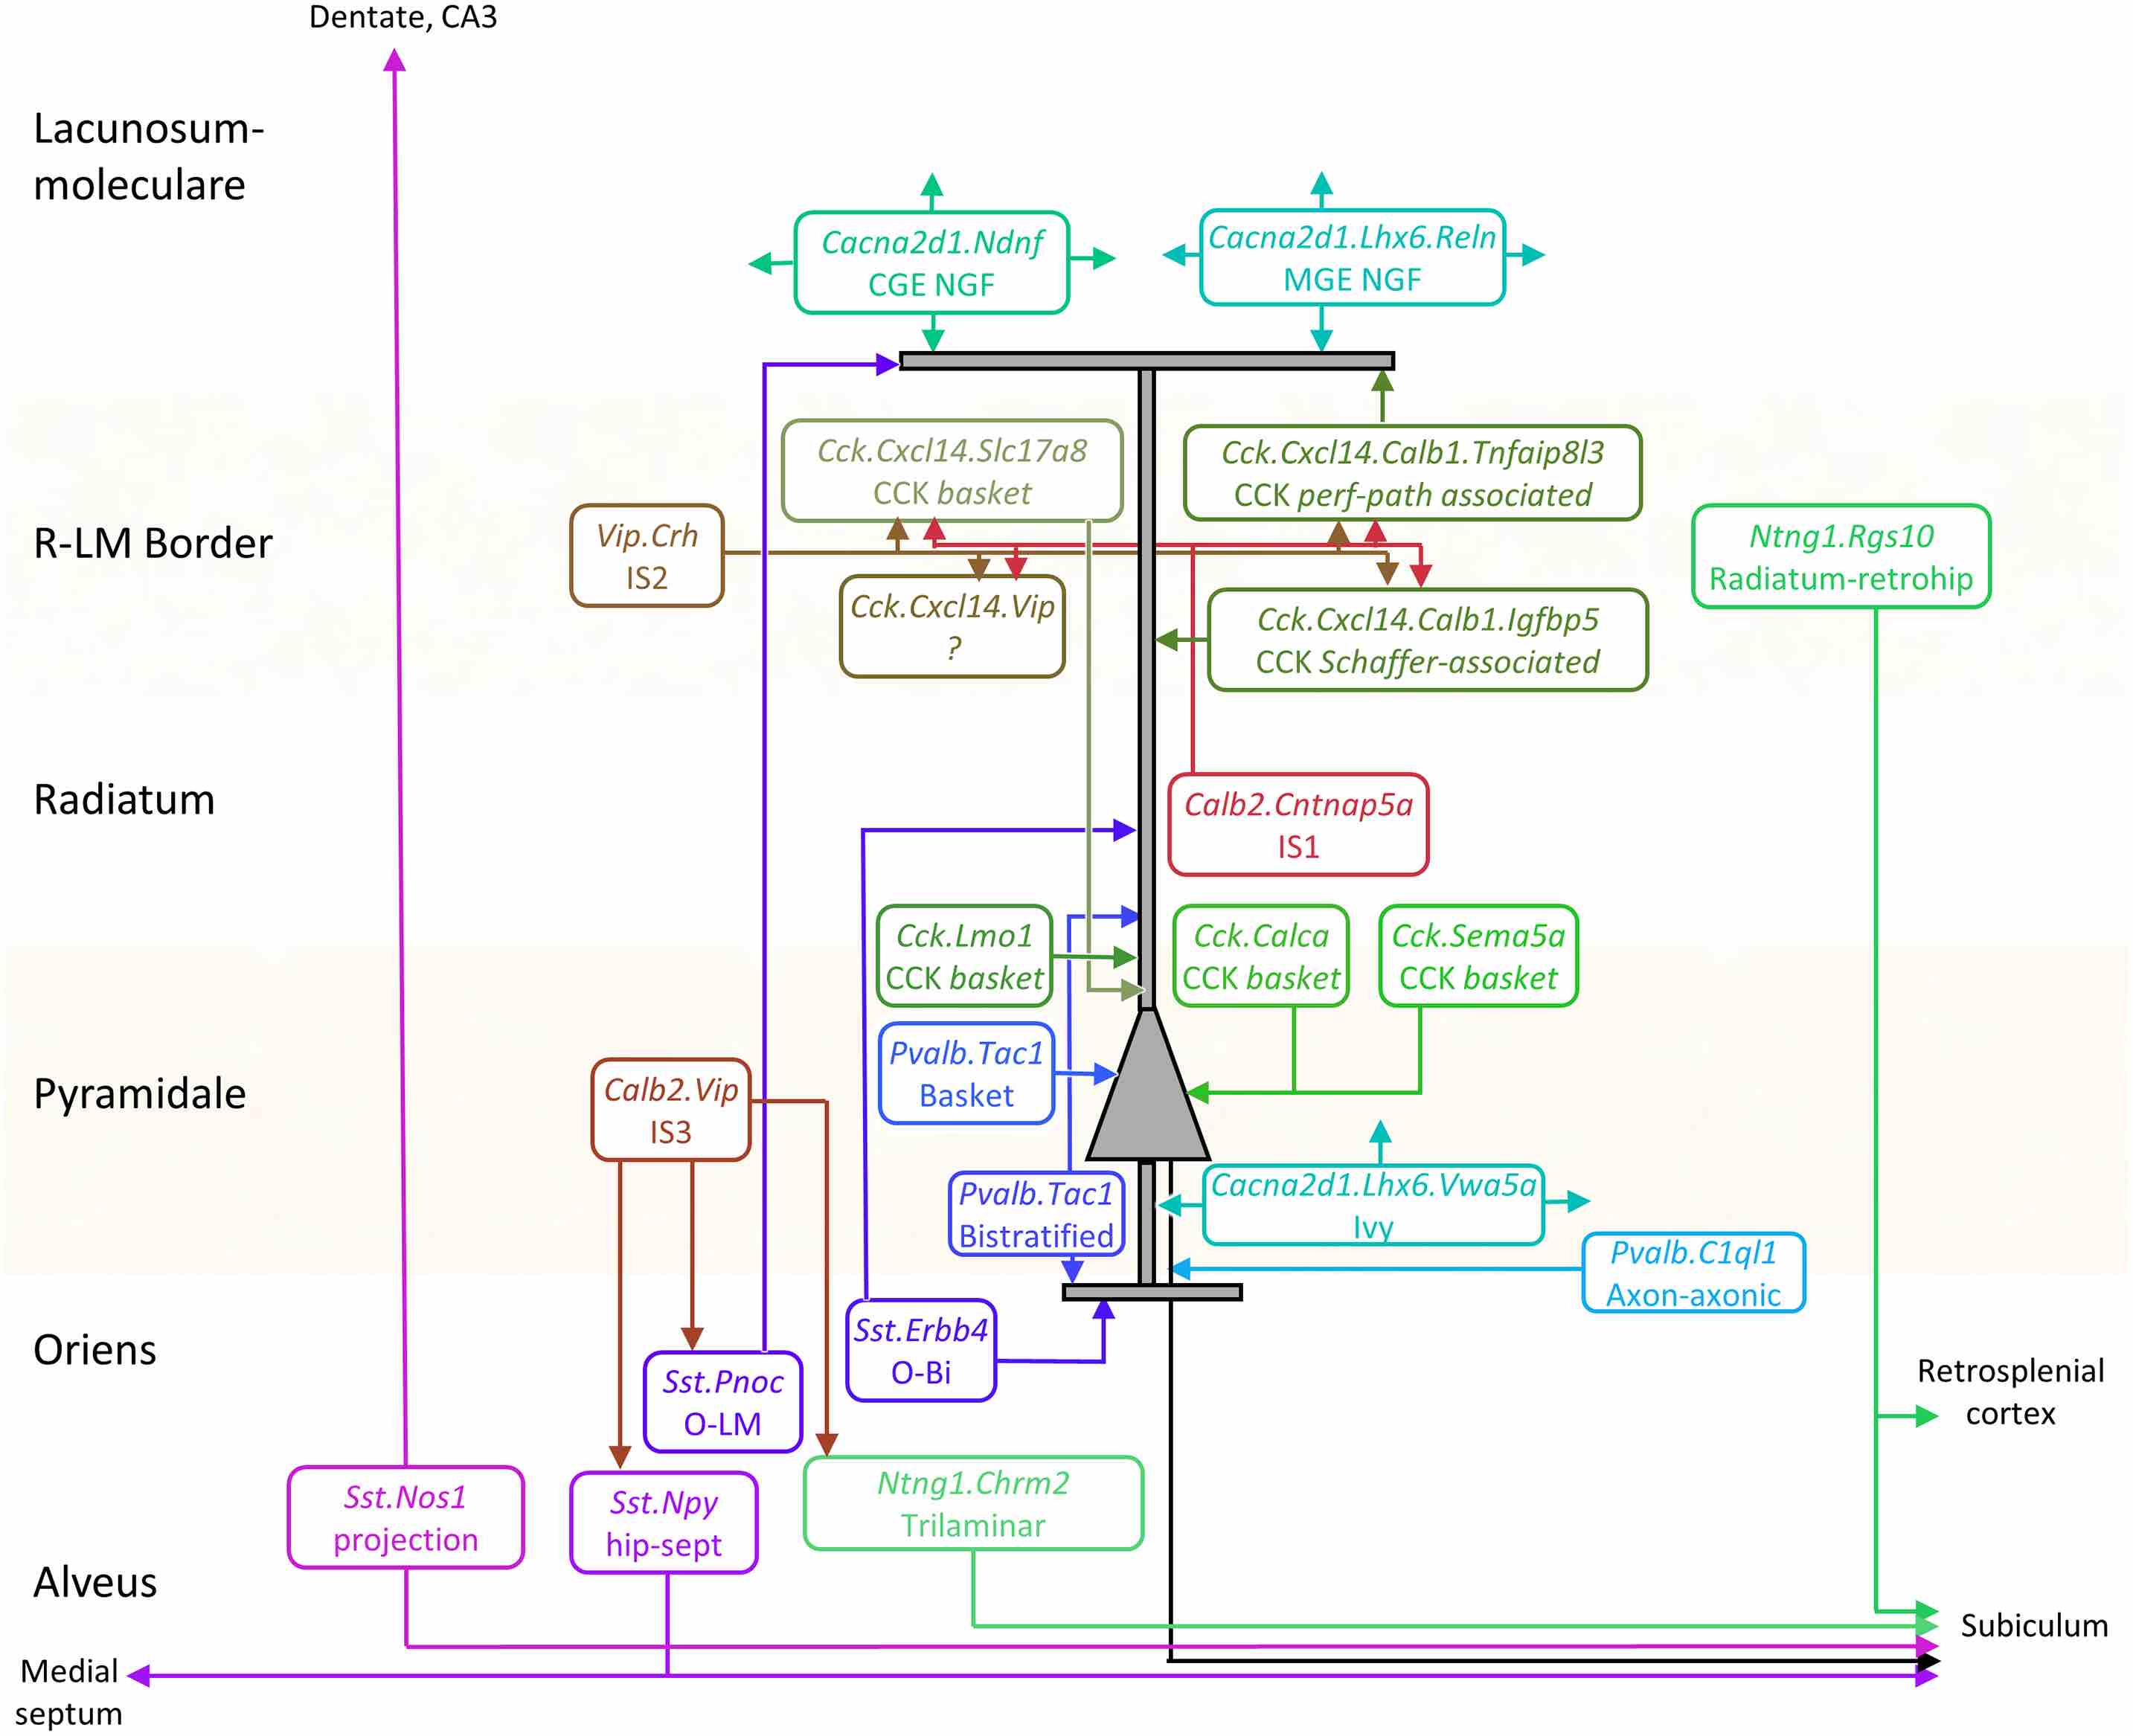 Dentate, CA3
Lacunosum-
moleculare
Cacna2d1.Ndnf
CGE NGF
Cacna2d1.Lhx6.Reln
MGE NGF
R-LM Border
Cck.Cxcl14.Slc17a8
CCK basket
Cck.Cxcl14.Calb1.Tnfaip8l3
CCK perf-path associated
Vip.Crh
IS2
Ntng1.Rgs10
Radiatum-retrohip
Cck.Cxcl14.Vip
?
Cck.Cxcl14.Calb1.Igfbp5
CCK Schaffer-associated
Radiatum
Calb2.Cntnap5a
IS1
Cck.Lmo1
CCK basket
Cck.Calca
CCK basket
Cck.Sema5a
CCK basket
Pyramidale
Pvalb.Tac1
Basket
Calb2.Vip
IS3
Pvalb.Tac1
Bistratified
Cacna2d1.Lhx6.Vwa5a
Ivy
Pvalb.C1ql1
Axon-axonic
Oriens
Sst.Erbb4
O-Bi
Sst.Pnoc
O-LM
Retrosplenial
cortex
Sst.Nos1
projection
Sst.Npy
hip-sept
Ntng1.Chrm2
Trilaminar
Alveus
Subiculum
Medial
septum